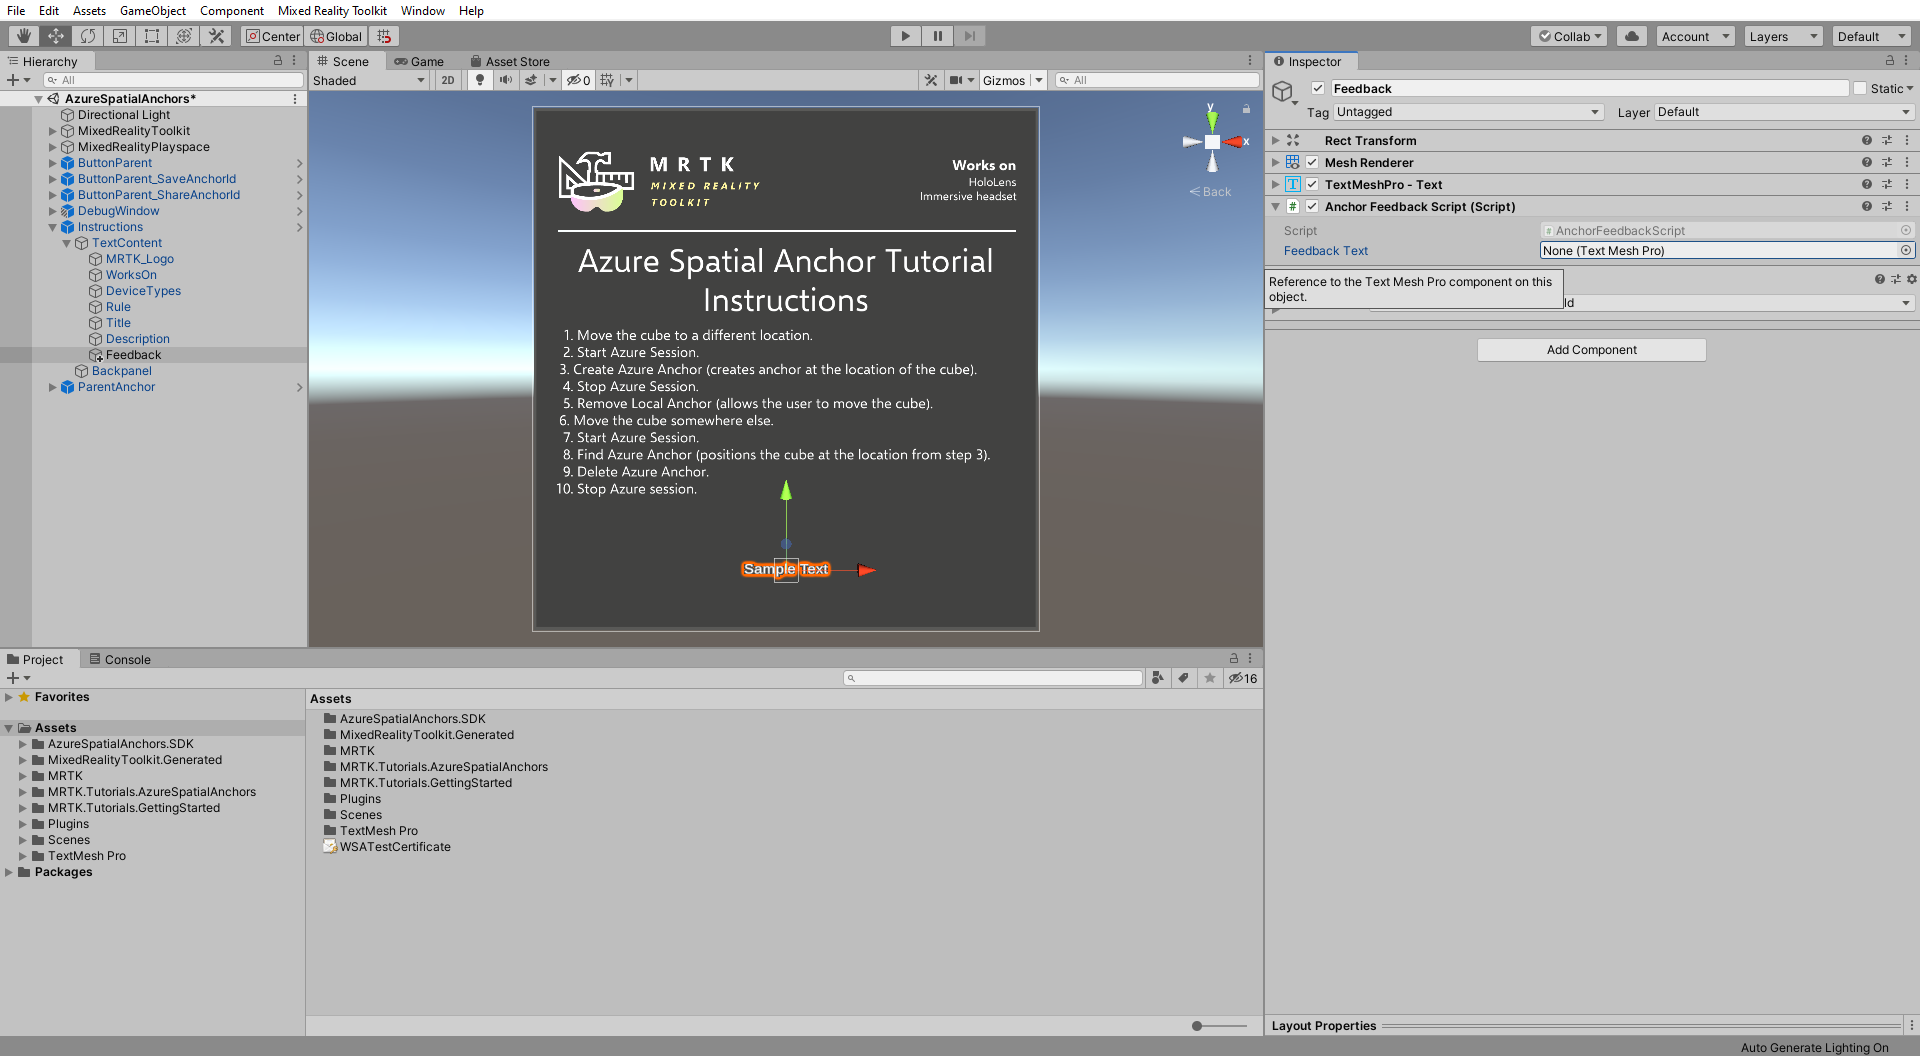 File Edit Assets GameObject Component Mixed Reality Toolkit Window Help
Center Global Collab Account Layers Default
Hierarchy
All
AzureSpatialAnchors*
Directional Light
MixedRealityToolkit
MixedRealityPlayspace
ButtonParent
ButtonParent_SaveAnchorId
ButtonParent_ShareAnchorId
DebugWindow
Instructions
TextContent
MRTK_Logo
WorksOn
DeviceTypes
Rule
Title
Description
Feedback
Backpanel
ParentAnchor
Scene Game Asset Store
Shaded 2D 0 Gizmos All
y
x
Back
MRTK
MIXED REALITY
TOOLKIT
Works on
HoloLens
Immersive headset
Azure Spatial Anchor Tutorial
Instructions
1. Move the cube to a different location.
2. Start Azure Session.
3. Create Azure Anchor (creates anchor at the location of the cube).
4. Stop Azure Session.
5. Remove Local Anchor (allows the user to move the cube).
6. Move the cube somewhere else.
7. Start Azure Session.
8. Find Azure Anchor (positions the cube at the location from step 3).
9. Delete Azure Anchor.
10. Stop Azure session.
Sample Text
Inspector
Feedback Static
Tag Untagged Layer Default
Rect Transform
Mesh Renderer
TextMeshPro - Text
Anchor Feedback Script (Script)
Script AnchorFeedbackScript
Feedback Text None (Text Mesh Pro)
Reference to the Text Mesh Pro component on this
object.
ld
Add Component
Layout Properties
Project Console
16
Favorites
Assets
AzureSpatialAnchors.SDK
MixedRealityToolkit.Generated
MRTK
MRTK.Tutorials.AzureSpatialAnchors
MRTK.Tutorials.GettingStarted
Plugins
Scenes
TextMesh Pro
Packages
Assets
AzureSpatialAnchors.SDK
MixedRealityToolkit.Generated
MRTK
MRTK.Tutorials.AzureSpatialAnchors
MRTK.Tutorials.GettingStarted
Plugins
Scenes
TextMesh Pro
WSATestCertificate
Auto Generate Lighting On